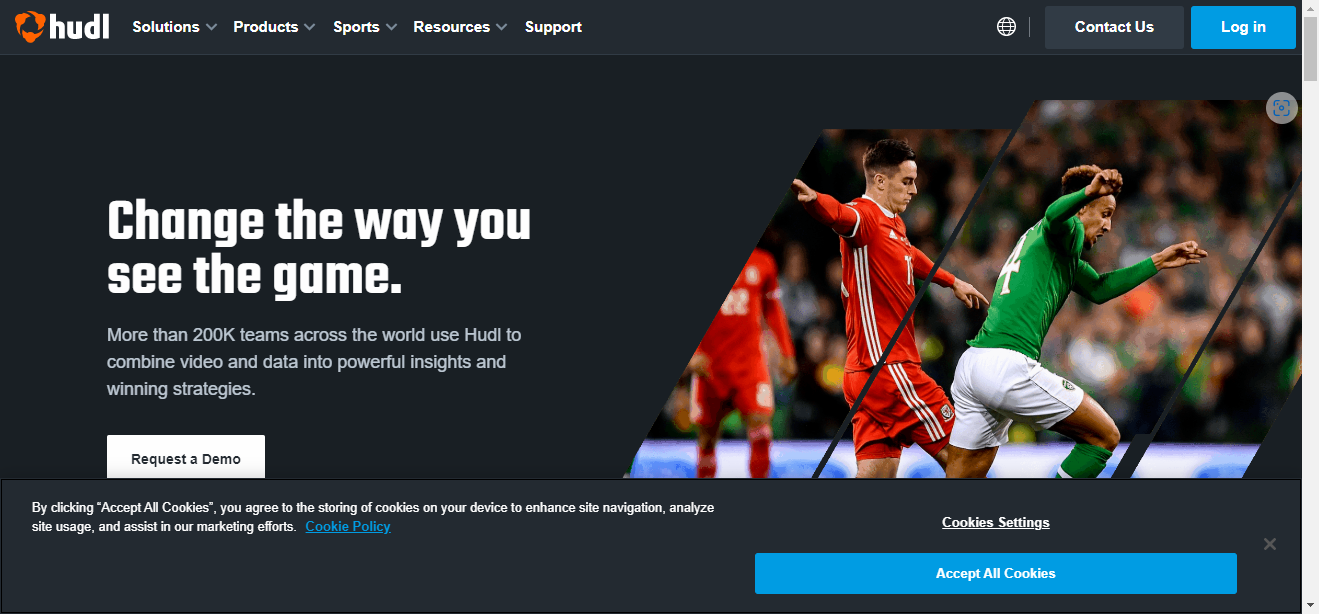 hudl
Solutions
Products
Sports
Resources
Support
Contact Us
Log in
Change the way you
see the game.
More than 200K teams across the world use Hudl to
combine video and data into powerful insights and
winning strategies.
Request a Demo
By clicking “Accept All Cookies”, you agree to the storing of cookies on your device to enhance site navigation, analyze
site usage, and assist in our marketing efforts. Cookie Policy
Cookies Settings
Accept All Cookies